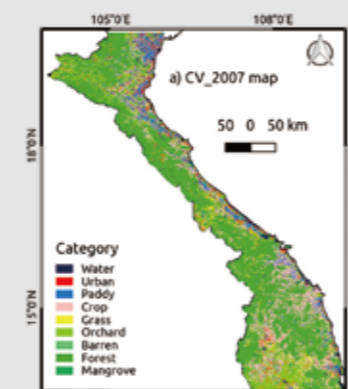 105°0'E 108°0'E
a) CV_2007 map
50 0 50 km
18°0'N
15°0'N
Category
Water
Urban
Paddy
Crop
Grass
Orchard
Barren
Forest
Mangrove